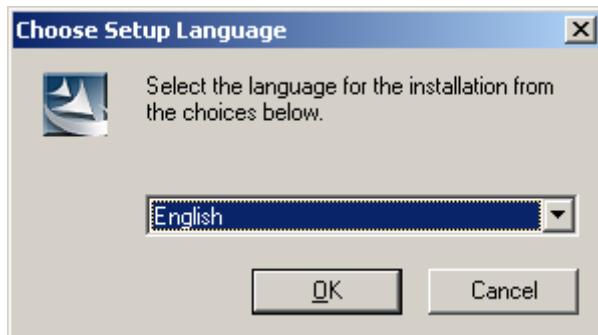 Choose Setup Language
Select the language for the installation from
the choices below.
English
OK
Cancel